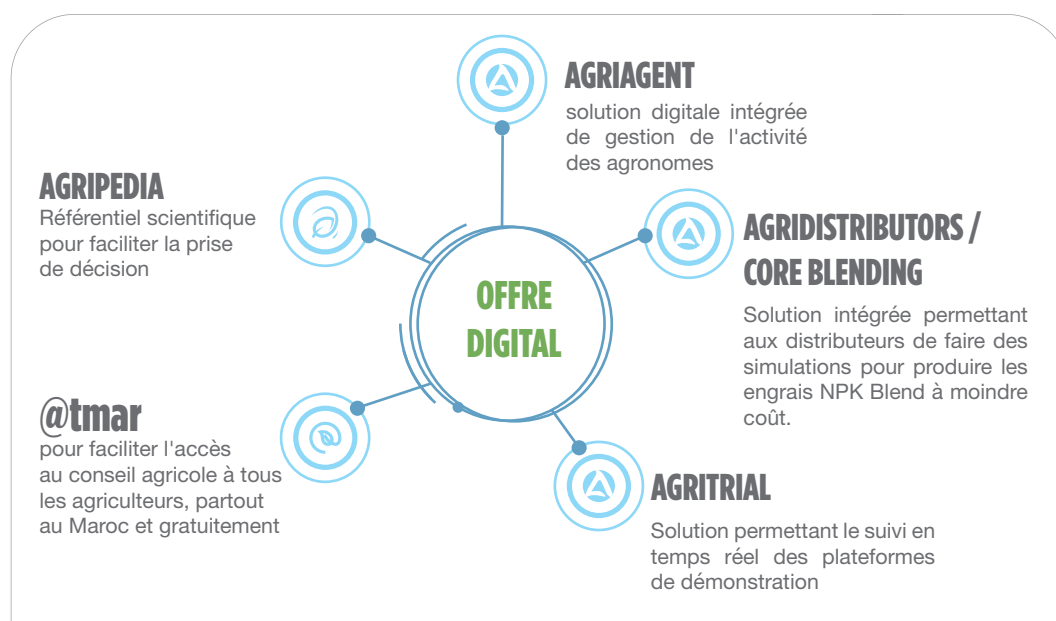 AGRIAGENT
solution digitale intégrée
de gestion de l'activité
des agronomes
AGRIPEDIA
Référentiel scientifique
pour faciliter la prise
de décision
AGRIDISTRIBUTORS /
CORE BLENDING
Solution intégrée permettant
aux distributeurs de faire des
simulations pour produire les
engrais NPK Blend à moindre
coût.
OFFRE
DIGITAL
@tmar
pour faciliter l'accès
au conseil agricole à tous
les agriculteurs, partout
au Maroc et gratuitement
AGRITRIAL
Solution permettant le suivi en
temps réel des plateformes
de démonstration